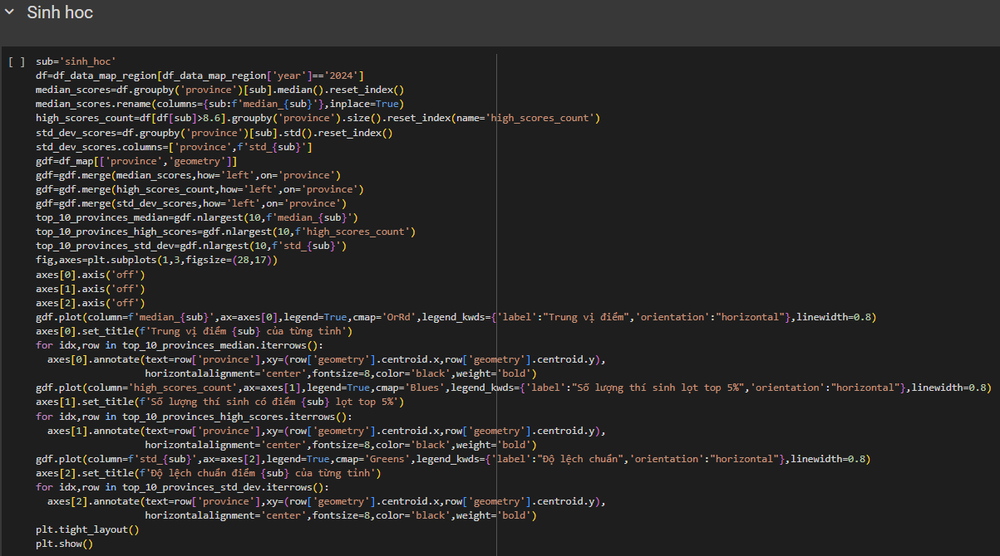 Sinh hoc
[ ] sub='sinh_hoc'
df=df_data_map_region[df_data_map_region['year']=='2024']
median_scores=df.groupby('province')[sub].median().reset_index()
median_scores.rename(columns={sub:f'median_{sub}'},inplace=True)
high_scores_count=df[df[sub]>8.6].groupby('province').size().reset_index(name='high_scores_count')
std_dev_scores=df.groupby('province')[sub].std().reset_index()
std_dev_scores.columns=['province',f'std_{sub}']
gdf=df_map[['province','geometry']]
gdf=gdf.merge(median_scores,how='left',on='province')
gdf=gdf.merge(high_scores_count,how='left',on='province')
gdf=gdf.merge(std_dev_scores,how='left',on='province')
top_10_provinces_median=gdf.nlargest(10,f'median_{sub}')
top_10_provinces_high_scores=gdf.nlargest(10,f'high_scores_count')
top_10_provinces_std_dev=gdf.nlargest(10,f'std_{sub}')
fig,axes=plt.subplots(1,3,figsize=(28,17))
axes[0].axis('off')
axes[1].axis('off')
axes[2].axis('off')
gdf.plot(column=f'median_{sub}',ax=axes[0],legend=True,cmap='OrRd',legend_kwds={'label':"Trung vị điểm",'orientation':"horizontal"},linewidth=0.8)
axes[0].set_title(f'Trung vị điểm {sub} của từng tỉnh')
for idx,row in top_10_provinces_median.iterrows():
  axes[0].annotate(text=row['province'],xy=(row['geometry'].centroid.x,row['geometry'].centroid.y),
                   horizontalalignment='center',fontsize=8,color='black',weight='bold')
gdf.plot(column='high_scores_count',ax=axes[1],legend=True,cmap='Blues',legend_kwds={'label':"Số lượng thí sinh lọt top 5%",'orientation':"horizontal"},linewidth=0.8)
axes[1].set_title(f'Số lượng thí sinh có điểm {sub} lọt top 5%')
for idx,row in top_10_provinces_high_scores.iterrows():
  axes[1].annotate(text=row['province'],xy=(row['geometry'].centroid.x,row['geometry'].centroid.y),
                   horizontalalignment='center',fontsize=8,color='black',weight='bold')
gdf.plot(column=f'std_{sub}',ax=axes[2],legend=True,cmap='Greens',legend_kwds={'label':"Độ lệch chuẩn",'orientation':"horizontal"},linewidth=0.8)
axes[2].set_title(f'Độ lệch chuẩn điểm {sub} của từng tỉnh')
for idx,row in top_10_provinces_std_dev.iterrows():
  axes[2].annotate(text=row['province'],xy=(row['geometry'].centroid.x,row['geometry'].centroid.y),
                   horizontalalignment='center',fontsize=8,color='black',weight='bold')
plt.tight_layout()
plt.show()